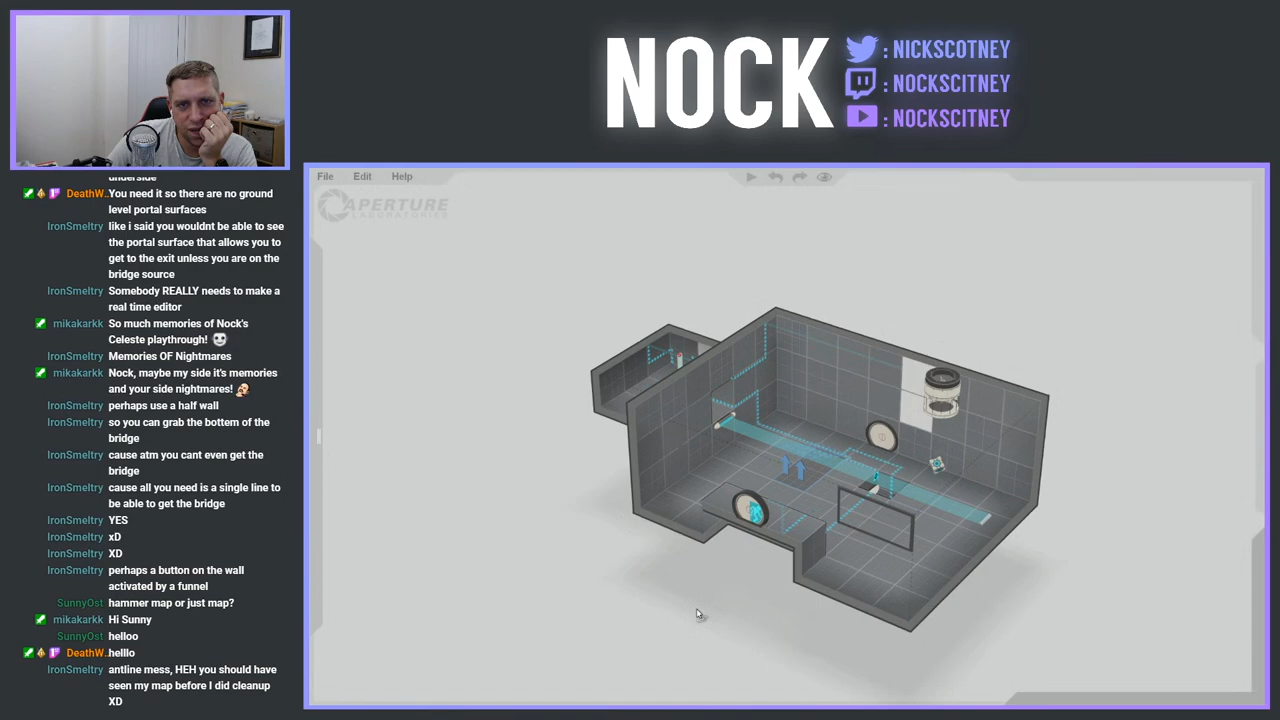 NOCK
: NICKSCOTNEY
: NOCKSCITNEY
: NOCKSCITNEY
underside
DeathW..: You need it so there are no ground
level portal surfaces
IronSmeltry like i said you wouldnt be able to see
the portal surface that allows you to
get to the exit unless you are on the
bridge source
IronSmeltry Somebody REALLY needs to make a
real time editor
mikakarkk So much memories of Nock's
Celeste playthrough!
IronSmeltry Memories OF Nightmares
mikakarkk Nock, maybe my side it's memories
and your side nightmares!
IronSmeltry perhaps use a half wall
IronSmeltry so you can grab the bottem of the
bridge
IronSmeltry cause atm you cant even get the
bridge
IronSmeltry cause all you need is a single line to
be able to get the bridge
IronSmeltry YES
IronSmeltry xD
IronSmeltry XD
IronSmeltry perhaps a button on the wall
activated by a funnel
SunnyOst hammer map or just map?
mikakarkk Hi Sunny
SunnyOst helloo
DeathW.. helllo
IronSmeltry antline mess, HEH you should have
seen my map before I did cleanup
XD
File Edit Help
APERTURE
LABORATORIES